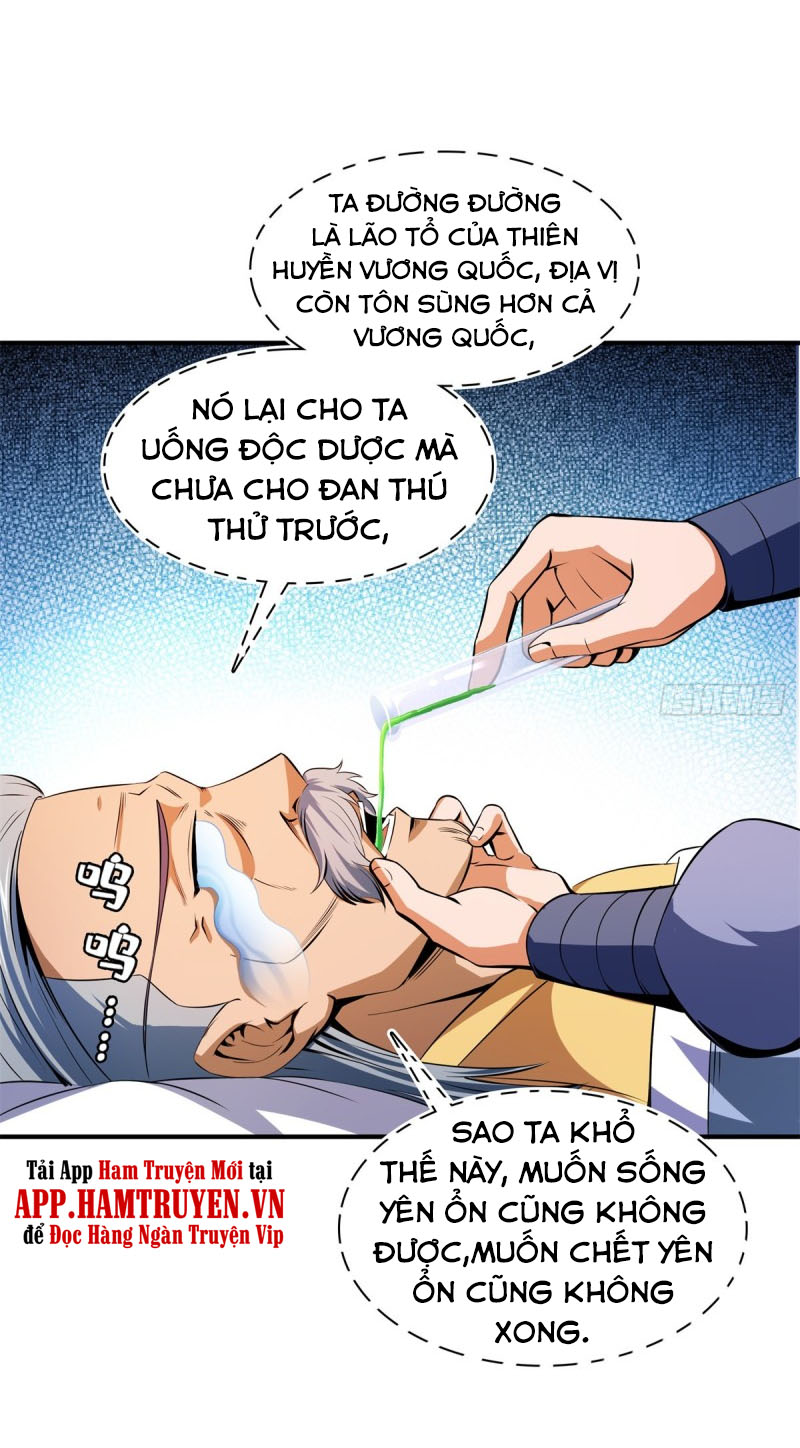 TA ĐƯỜNG ĐƯỜNG
LÀ LÃO TỔ CỦA THIÊN
HUYỀN VƯƠNG QUỐC, ĐỊA VỊ
CÒN TÔN SÙNG HƠN CẢ
VƯƠNG QUỐC,
NÓ LẠI CHO TA
UỐNG ĐỘC DƯỢC MÀ
CHƯA CHO ĐAN THÚ
THỬ TRƯỚC,
呜
呜
……
SAO TA KHỔ
THẾ NÀY, MUỐN SỐNG
YÊN ỔN CŨNG KHÔNG
ĐƯỢC,MUỐN CHẾT YÊN
ỔN CŨNG KHÔNG
XONG.
Tải App Ham Truyện Mới tại
APP.HAMTRUYEN.VN
để Đọc Hàng Ngàn Truyện Vip